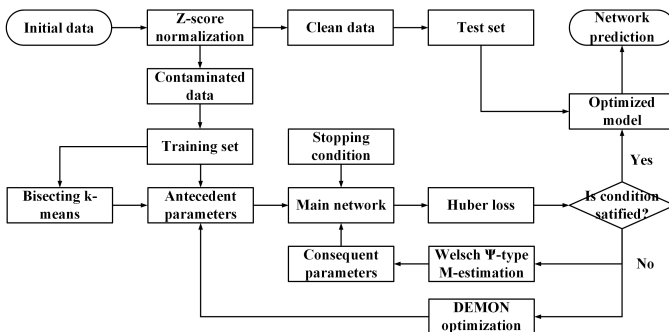 Initial data
Z-score
normalization
Clean data
Test set
Network
prediction
Contaminated
data
Optimized
model
Training set
Stopping
condition
Yes
Bisecting k-
means
Antecedent
parameters
Main network
Huber loss
Is condition
satified?
Consequent
parameters
Welsch Ψ-type
M-estimation
No
DEMON
optimization